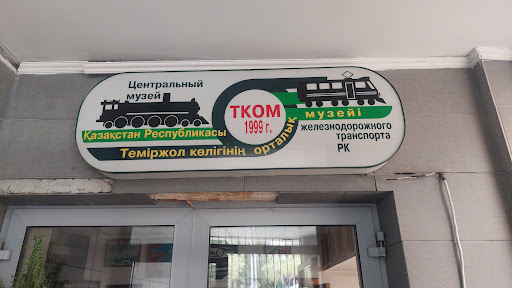 Центральный
музей
ТКОМ
1999 г.
музейі
Қазақстан Республикасы
железнодорожного
Теміржол көлігінің орталық
транспорта
РК